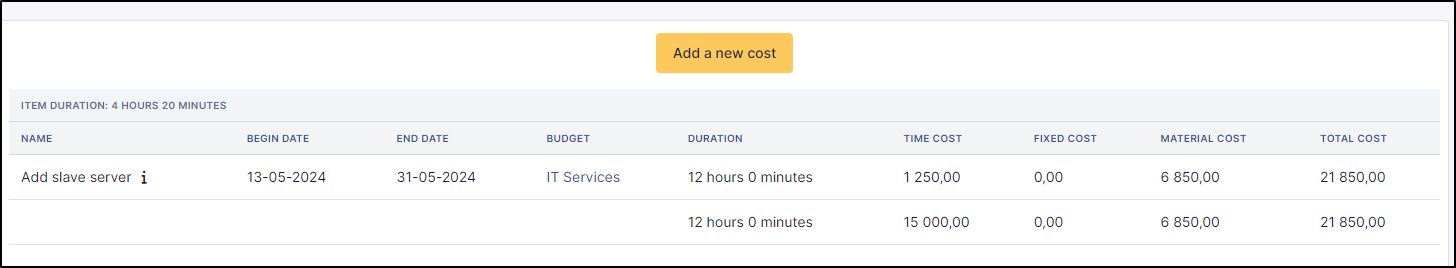 Add a new cost
ITEM DURATION: 4 HOURS 20 MINUTES
NAME BEGIN DATE END DATE BUDGET DURATION TIME COST FIXED COST MATERIAL COST TOTAL COST
Add slave server i 13-05-2024 31-05-2024 IT Services 12 hours 0 minutes 1 250,00 0,00 6 850,00 21 850,00
12 hours 0 minutes 15 000,00 0,00 6 850,00 21 850,00